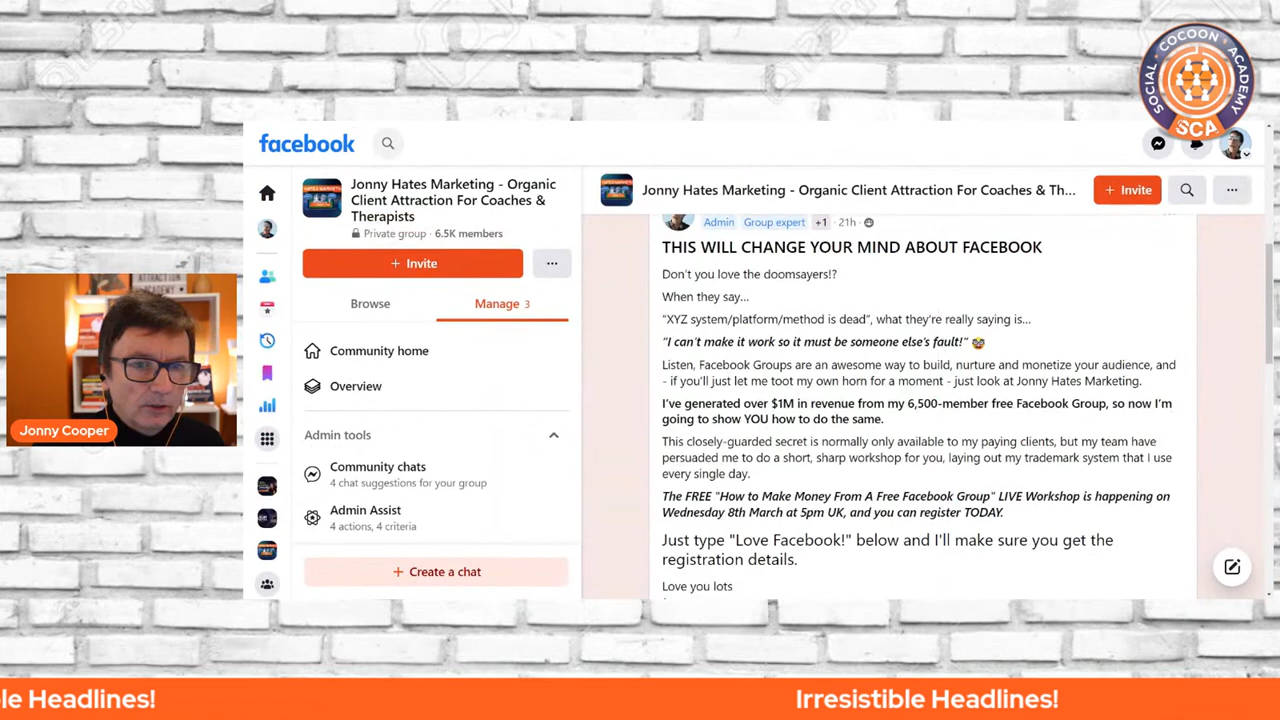 SOCIAL COCOON ACADEMY
SCA
facebook
Jonny Hates Marketing - Organic
Client Attraction For Coaches &
Therapists
Private group · 6.5K members
+ Invite
...
Browse
Manage 3
Community home
Overview
Admin tools
Community chats
4 chat suggestions for your group
Admin Assist
4 actions, 4 criteria
+ Create a chat
Jonny Hates Marketing - Organic Client Attraction For Coaches & Th...
+ Invite
...
Admin Group expert +1 · 21h ·
THIS WILL CHANGE YOUR MIND ABOUT FACEBOOK
Don't you love the doomsayers!?
When they say...
"XYZ system/platform/method is dead", what they're really saying is...
"I can't make it work so it must be someone else's fault!" 🥸
Listen, Facebook Groups are an awesome way to build, nurture and monetize your audience, and
- if you'll just let me toot my own horn for a moment - just look at Jonny Hates Marketing.
I've generated over $1M in revenue from my 6,500-member free Facebook Group, so now I'm
going to show YOU how to do the same.
This closely-guarded secret is normally only available to my paying clients, but my team have
persuaded me to do a short, sharp workshop for you, laying out my trademark system that I use
every single day.
The FREE "How to Make Money From A Free Facebook Group" LIVE Workshop is happening on
Wednesday 8th March at 5pm UK, and you can register TODAY.
Just type "Love Facebook!" below and I'll make sure you get the
registration details.
Love you lots
Jonny Cooper
le Headlines!
Irresistible Headlines!